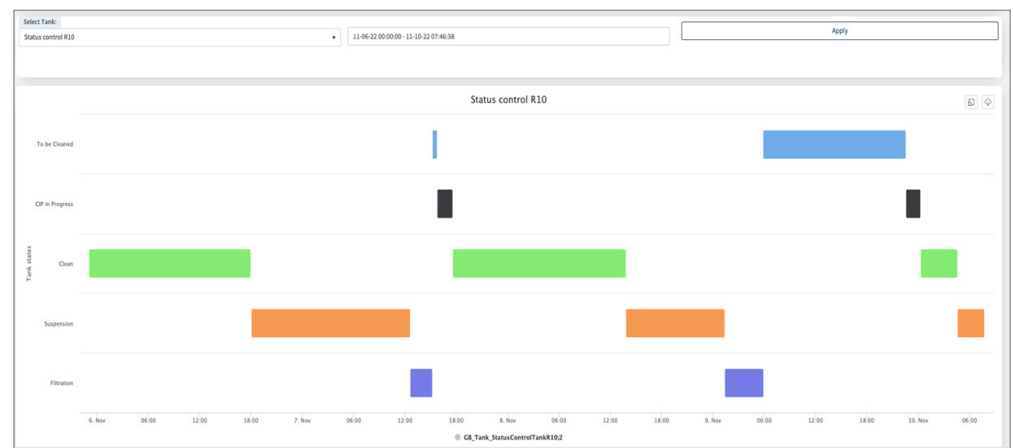 Select Tank:
Status control R10
11-06-22 00:00:00 - 11-10-22 07:46:38
Apply
Status control R10
Tank states
To be Cleaned
CIP in Progress
Clean
Suspension
Filtration
6. Nov 06:00 12:00 18:00 7. Nov 06:00 12:00 18:00 8. Nov 06:00 12:00 18:00 9. Nov 06:00 12:00 18:00 10. Nov 06:00
GB_Tank_StatusControlTankR10;2